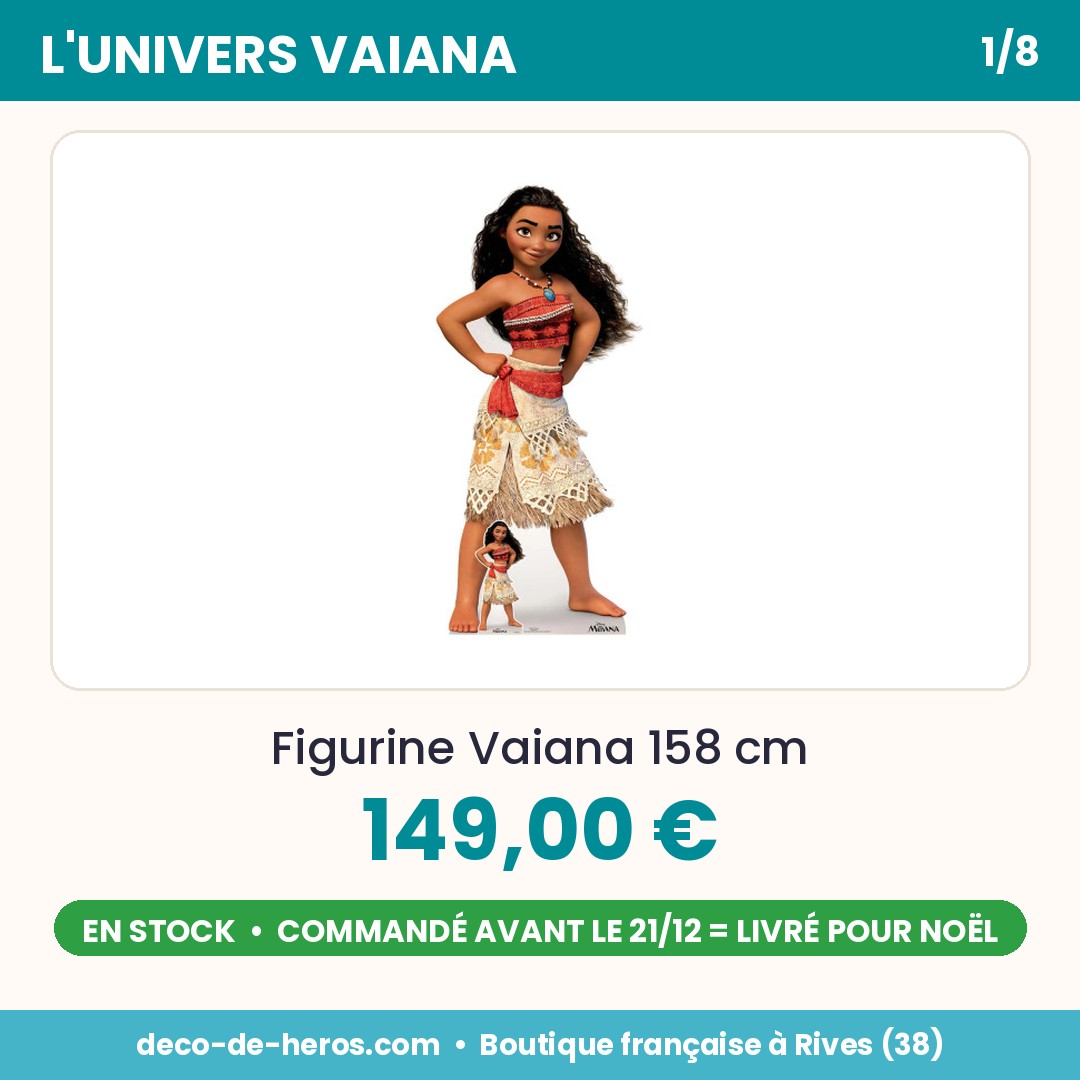 L'UNIVERS VAIANA
1/8
MOANA
Figurine Vaiana 158 cm
149,00 €
EN STOCK • COMMANDÉ AVANT LE 21/12 = LIVRÉ POUR NOËL
deco-de-heros.com • Boutique française à Rives (38)